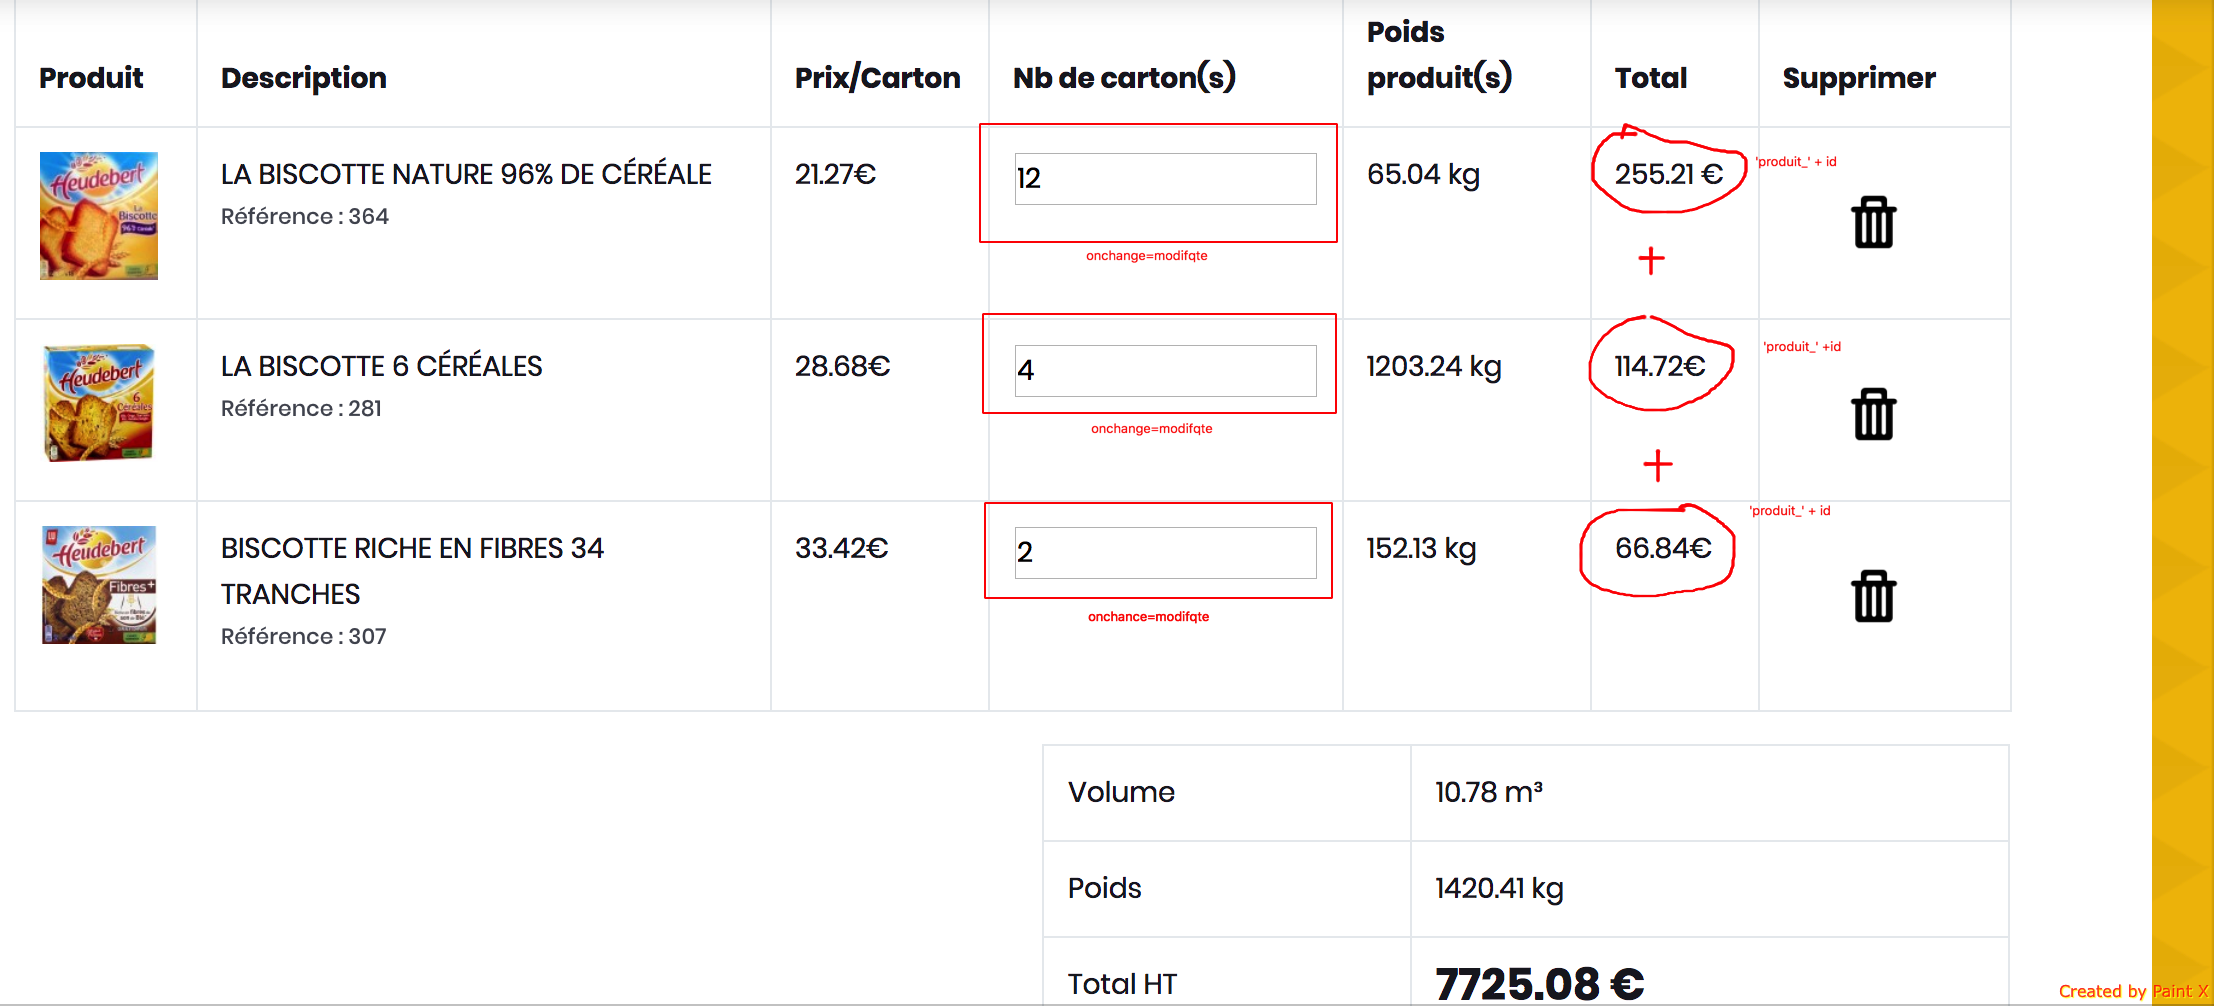 Poids
Produit Description Prix/Carton Nb de carton(s) produit(s) Total Supprimer
Heudebert
La
Biscotte
96% Céréale
LA BISCOTTE NATURE 96% DE CÉRÉALE
Référence : 364
21.27€
12
onchange=modifqte
65.04 kg
255.21 €
'produit_' + id
+
Heudebert
6
Céréales
LA BISCOTTE 6 CÉRÉALES
Référence : 281
28.68€
4
onchange=modifqte
1203.24 kg
114.72€
'produit_' +id
+
LU
Heudebert
Fibres+
BISCOTTE RICHE EN FIBRES 34
TRANCHES
Référence : 307
33.42€
2
onchance=modifqte
152.13 kg
66.84€
'produit_' + id
Volume 10.78 m³
Poids 1420.41 kg
Total HT 7725.08 €
Created by Paint X